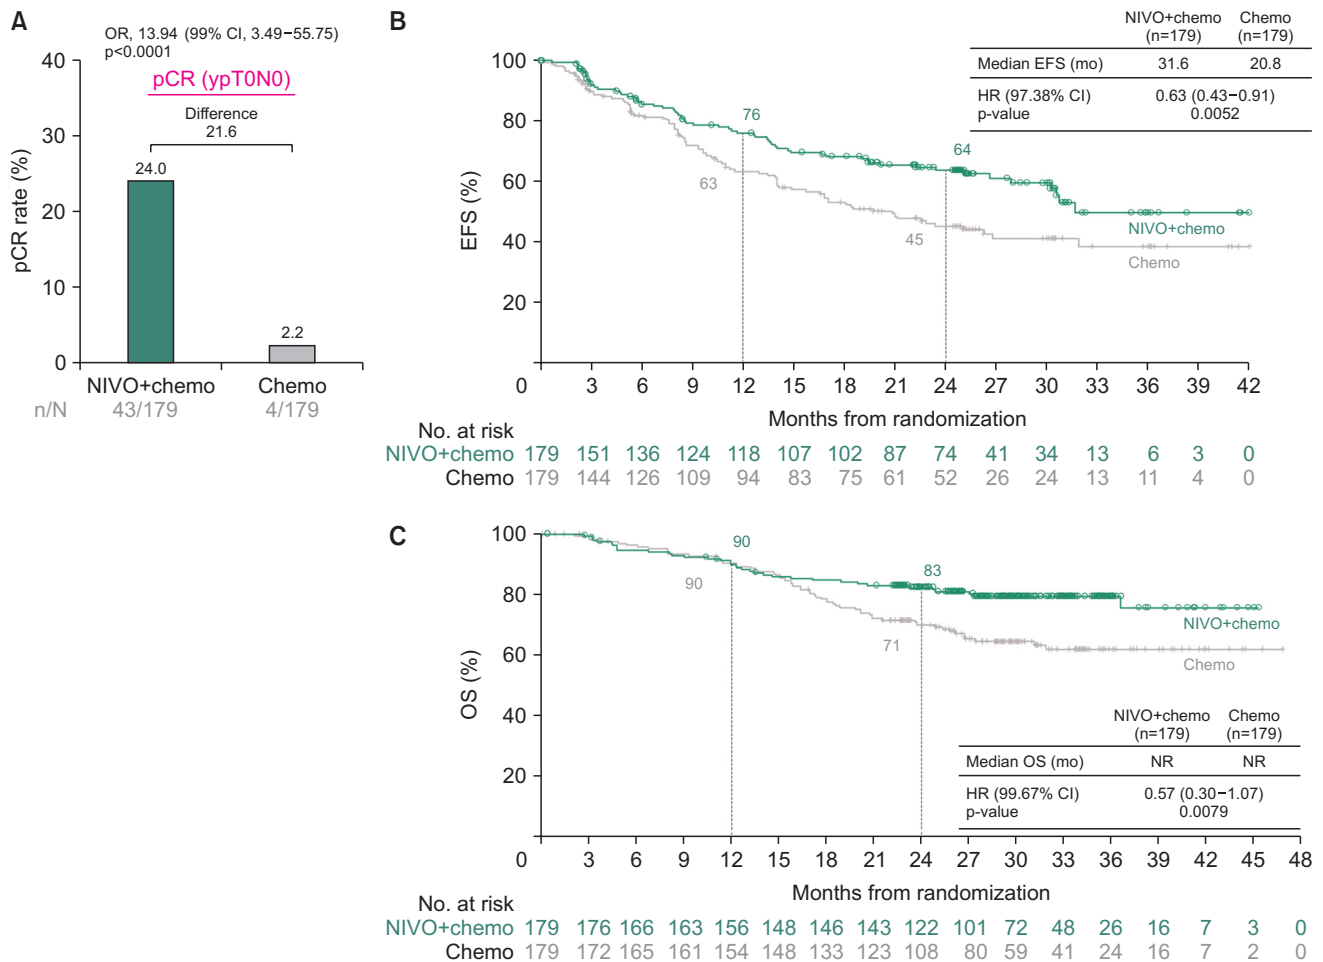 A
OR, 13.94 (99% CI, 3.49−55.75)
p<0.0001
pCR (ypT0N0)
Difference
21.6
24.0
2.2
40
30
20
10
0
pCR rate (%)
NIVO+chemo Chemo
n/N 43/179 4/179
B
NIVO+chemo Chemo
(n=179) (n=179)
Median EFS (mo) 31.6 20.8
HR (97.38% CI) 0.63 (0.43−0.91)
p-value 0.0052
100
80
60
40
20
EFS (%)
76
64
63
45
NIVO+chemo
Chemo
0 3 6 9 12 15 18 21 24 27 30 33 36 39 42
Months from randomization
No. at risk
NIVO+chemo 179 151 136 124 118 107 102 87 74 41 34 13 6 3 0
Chemo 179 144 126 109 94 83 75 61 52 26 24 13 11 4 0
C
100
80
60
40
20
OS (%)
90
90
83
71
NIVO+chemo
Chemo
NIVO+chemo Chemo
(n=179) (n=179)
Median OS (mo) NR NR
HR (99.67% CI) 0.57 (0.30−1.07)
p-value 0.0079
0 3 6 9 12 15 18 21 24 27 30 33 36 39 42 45 48
Months from randomization
No. at risk
NIVO+chemo 179 176 166 163 156 148 146 143 122 101 72 48 26 16 7 3 0
Chemo 179 172 165 161 154 148 133 123 108 80 59 41 24 16 7 2 0